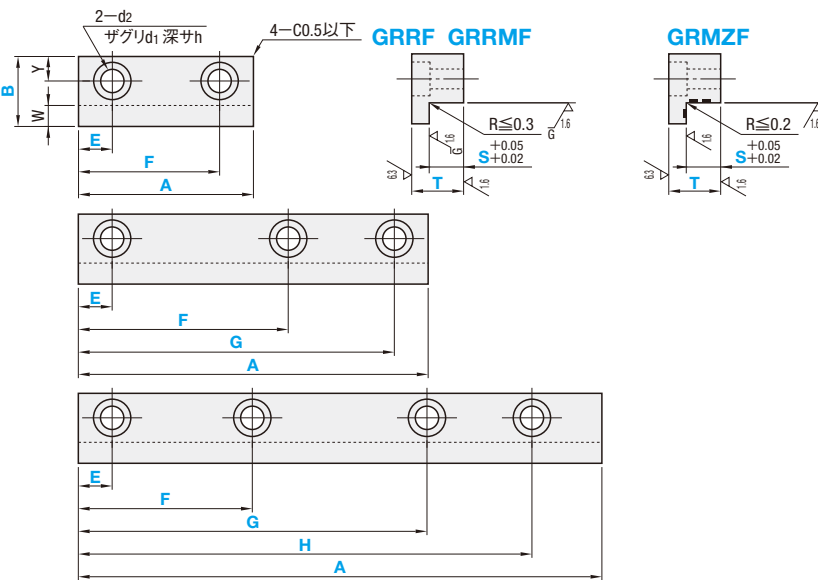 2−d2
ザグリd1 深サh
4−C0.5以下
GRRF GRRMF
GRMZF
B
Y
W
E
F
A
R≦0.3
1.6
G
1.6
G
+0.05
S+0.02
6.3
T
1.6
R≦0.2
1.6
1.6
+0.05
S+0.02
6.3
T
1.6
E
F
G
A
E
F
G
H
A